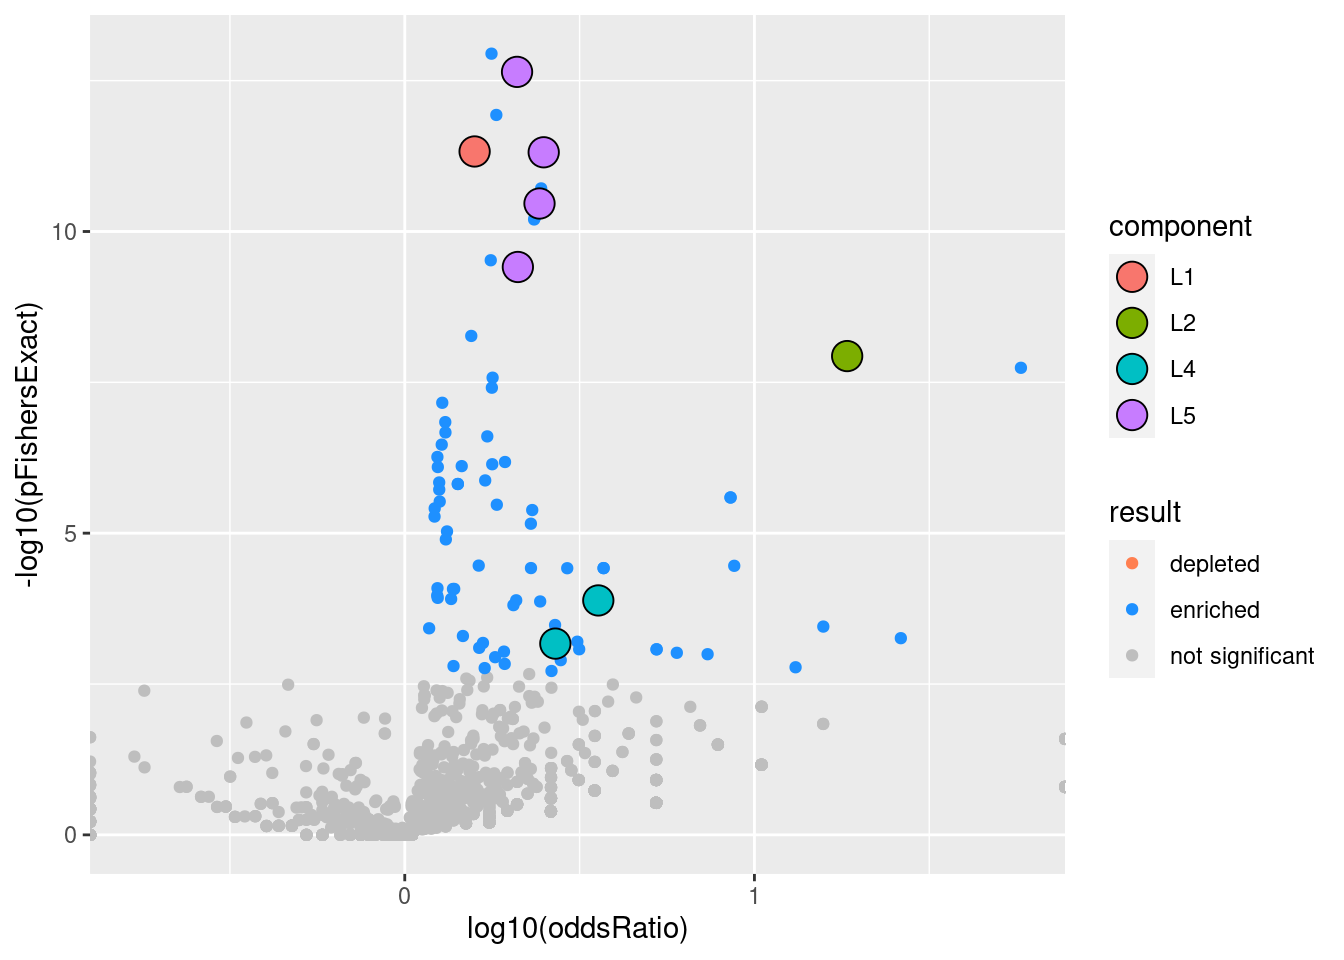 -log10(pFishersExact)
10
5
0
0
1
log10(oddsRatio)
component
L1
L2
L4
L5
result
depleted
enriched
not significant